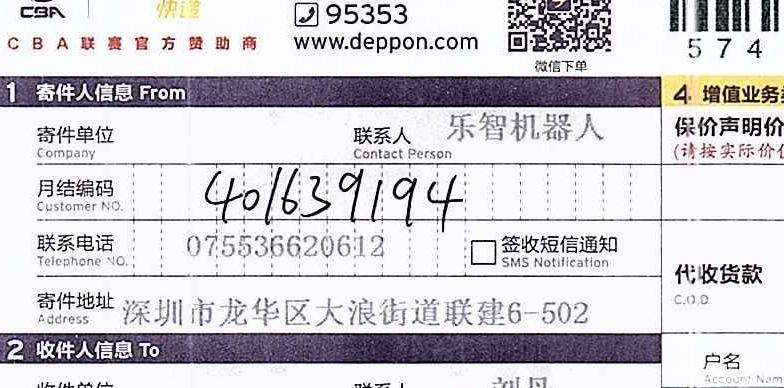 CBA
快递
95353
CBA联赛官方赞助商
www.deppon.com
微信下单
574
1 寄件人信息 From
4 增值业务
寄件单位
Company
联系人 乐智机器人
Contact Person
保价声明价
(请按实际价
月结编码 401639194
Customer NO.
联系电话 075536620612
Telephone NO.
签收短信通知
SMS Notification
代收货款
C.O.D
寄件地址 深圳市龙华区大浪街道联建6-502
Address
2 收件人信息 To
户名
Account Nam